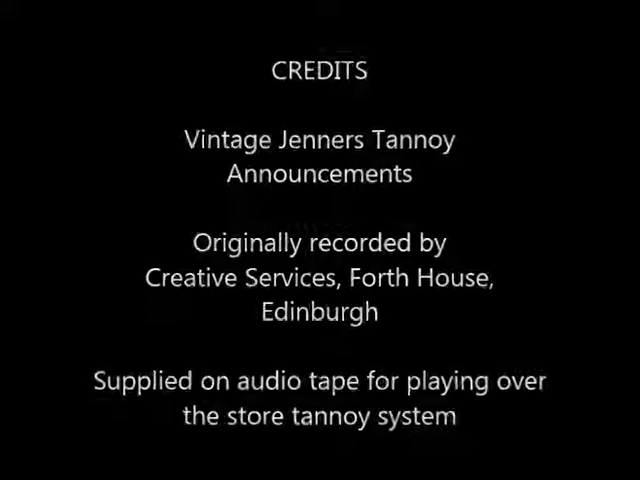 CREDITS
Vintage Jenners Tannoy
Announcements
Originally recorded by
Creative Services, Forth House,
Edinburgh
Supplied on audio tape for playing over
the store tannoy system